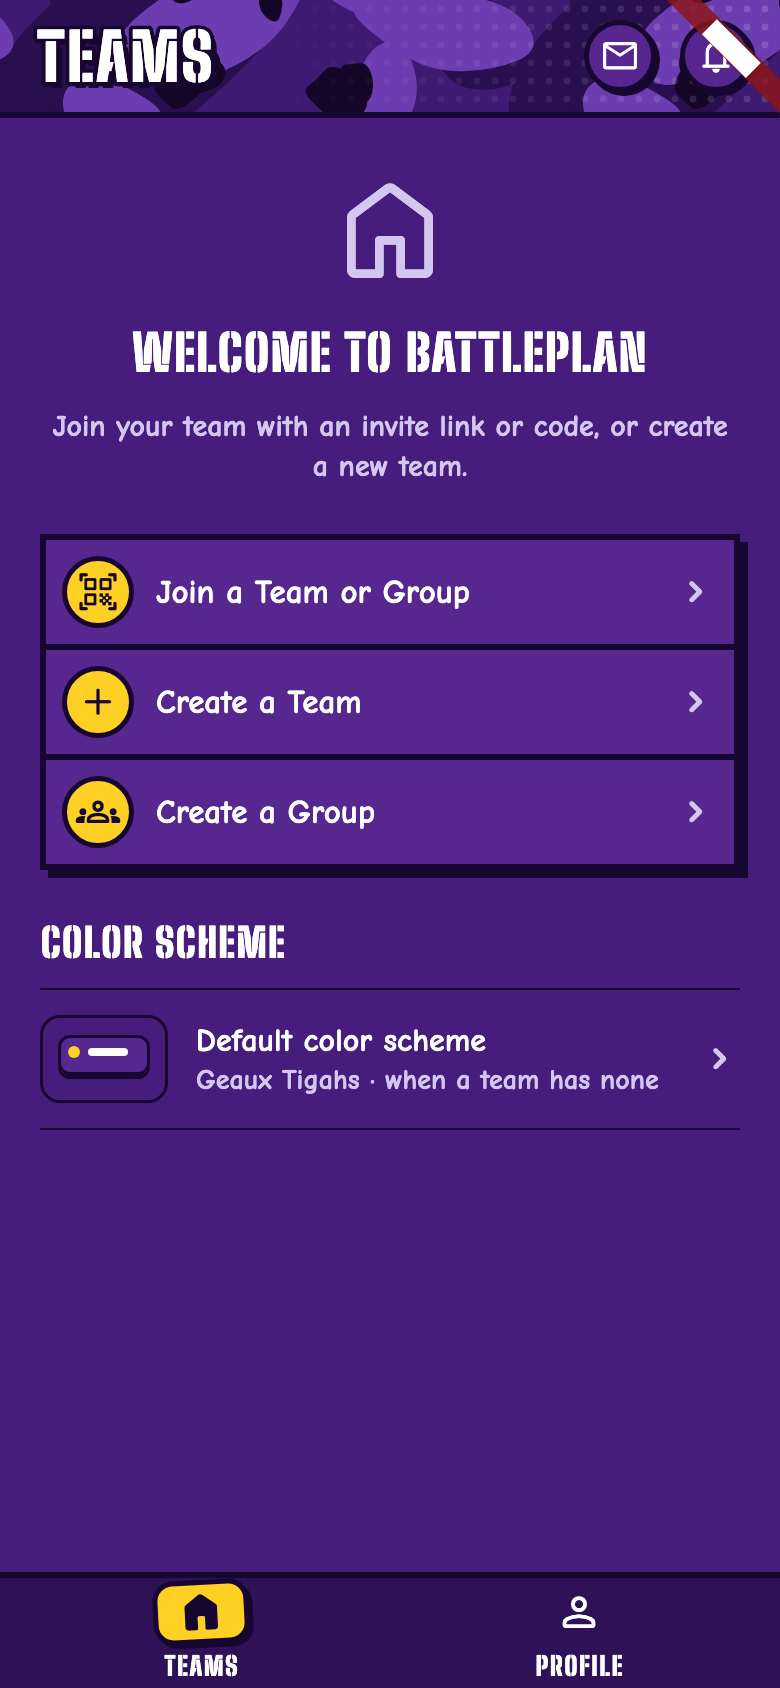 TEAMS
WELCOME TO BATTLEPLAN
Join your team with an invite link or code, or create
a new team.
Join a Team or Group
Create a Team
Create a Group
COLOR SCHEME
Default color scheme
Geaux Tigahs · when a team has none
TEAMS
PROFILE